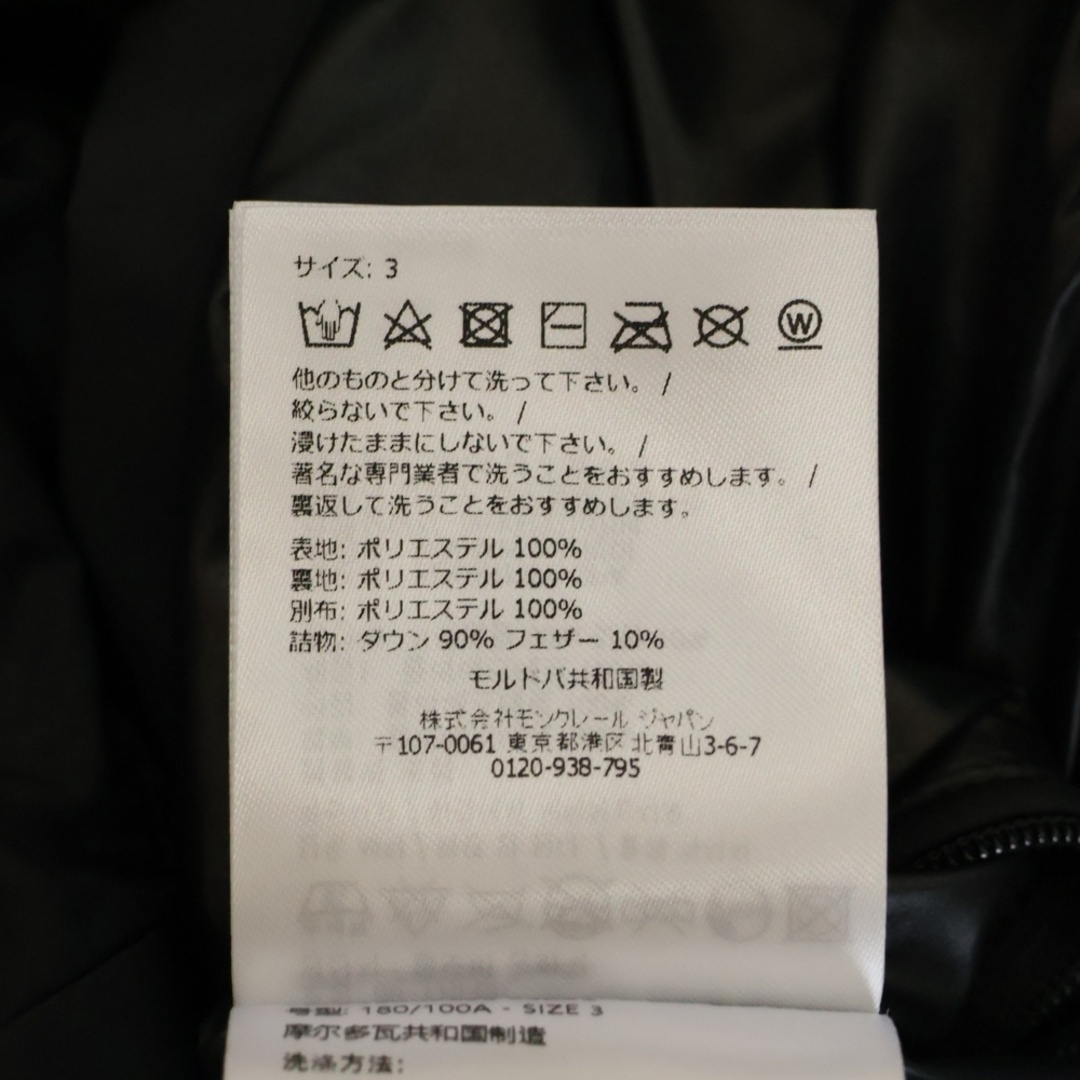 サイズ: 3
W
他のものと分けて洗って下さい。 /
絞らないで下さい。 /
浸けたままにしないで下さい。 /
著名な専門業者で洗うことをおすすめします。 /
裏返して洗うことをおすすめします。
表地: ポリエステル 100%
裏地: ポリエステル 100%
別布: ポリエステル 100%
詰物: ダウン 90% フェザー 10%
モルドバ共和国製
株式会社モンクレール ジャパン
〒107-0061 東京都港区北青山3-6-7
0120-938-795
180/100A - SIZE 3
摩尔多瓦共和国制造
洗涤方法: